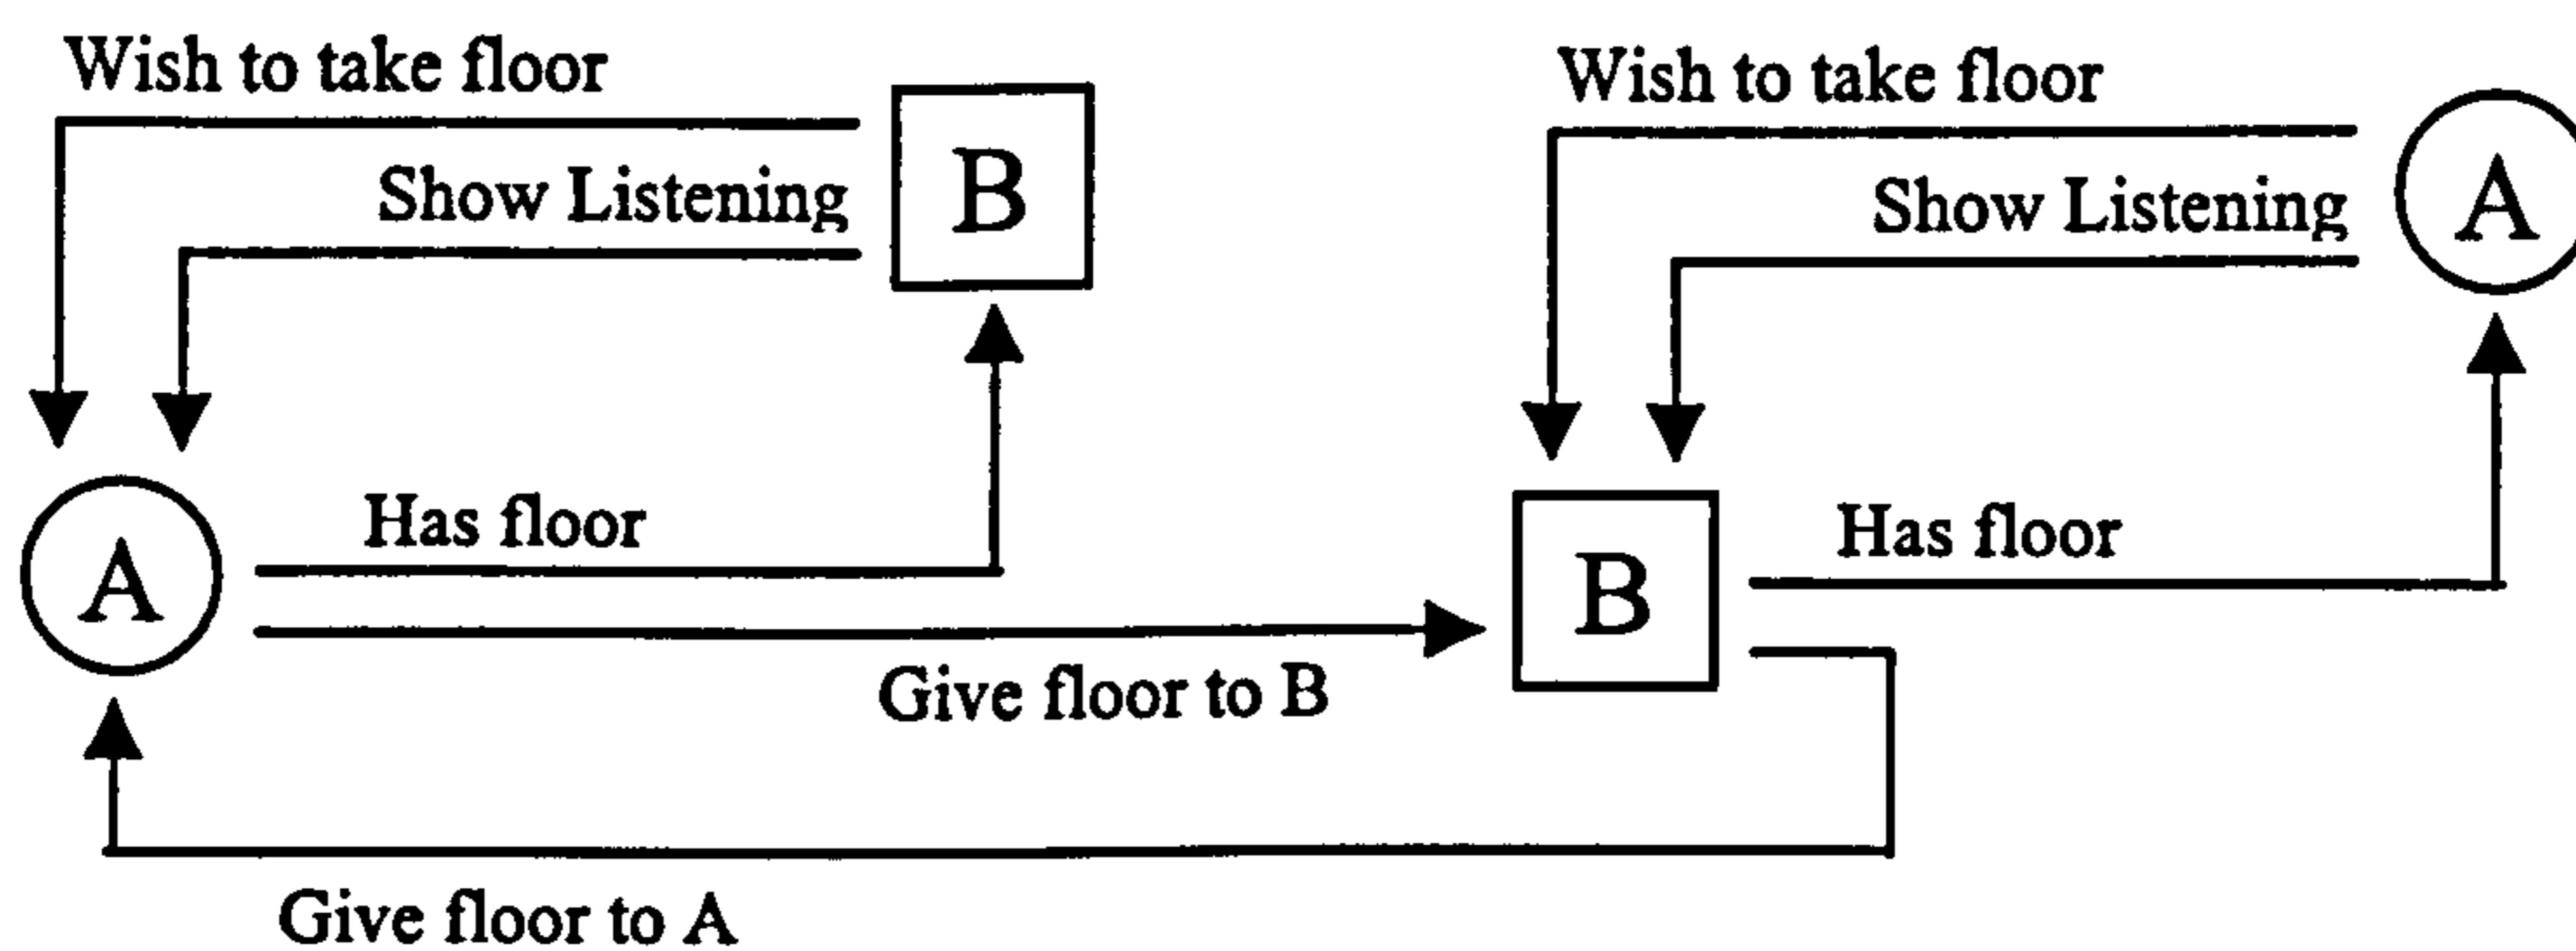 Wish to take floor
B
Show Listening
A
Has floor
Give floor to B
Give floor to A
Wish to take floor
A
Show Listening
B
Has floor